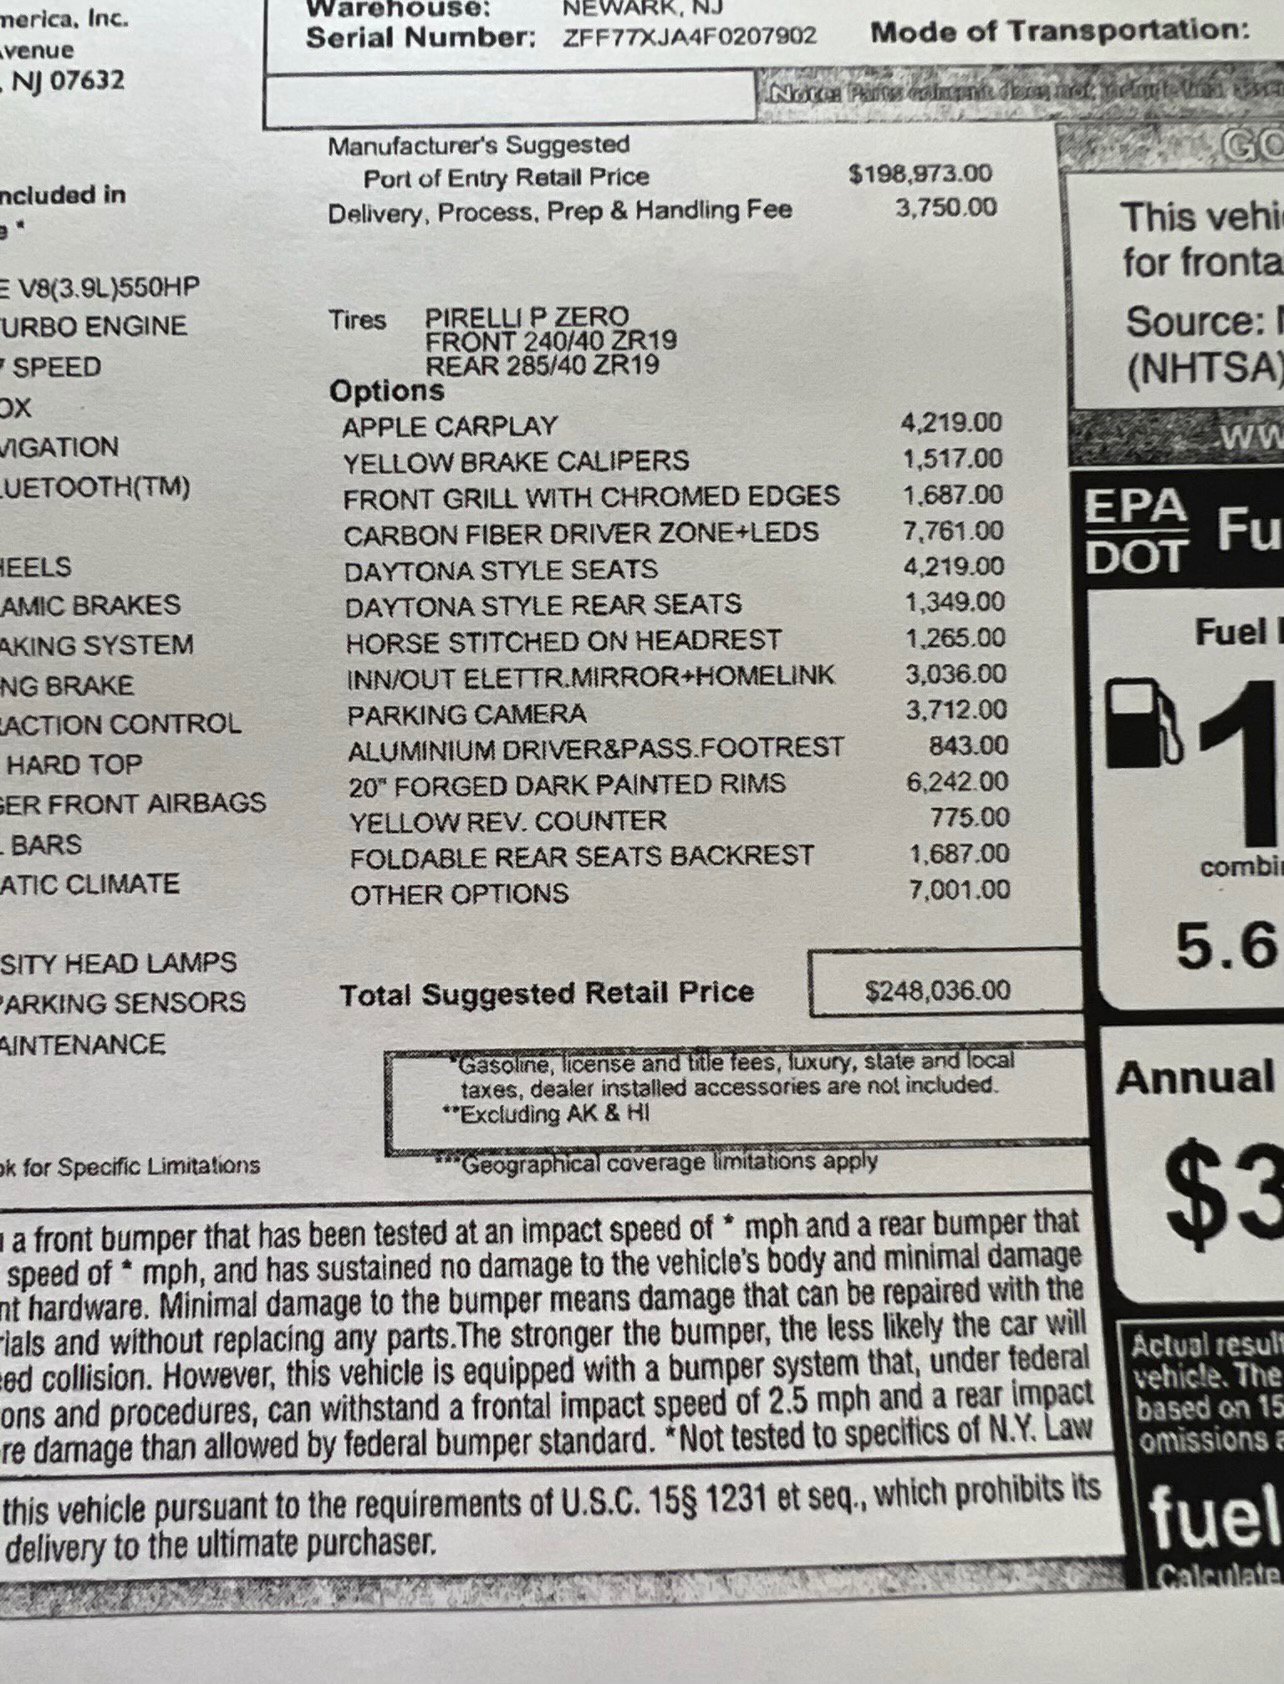 merica, Inc.
venue
, NJ 07632
Warehouse: NEWARK, NJ
Serial Number: ZFF77XJA4F0207902 Mode of Transportation:
Note
Manufacturer's Suggested
Port of Entry Retail Price $198,973.00
Delivery, Process, Prep & Handling Fee 3,750.00
Tires PIRELLI P ZERO
FRONT 240/40 ZR19
REAR 285/40 ZR19
Options
APPLE CARPLAY 4,219.00
YELLOW BRAKE CALIPERS 1,517.00
FRONT GRILL WITH CHROMED EDGES 1,687.00
CARBON FIBER DRIVER ZONE+LEDS 7,761.00
DAYTONA STYLE SEATS 4,219.00
DAYTONA STYLE REAR SEATS 1,349.00
HORSE STITCHED ON HEADREST 1,265.00
INN/OUT ELETTR.MIRROR+HOMELINK 3,036.00
PARKING CAMERA 3,712.00
ALUMINIUM DRIVER&PASS.FOOTREST 843.00
20" FORGED DARK PAINTED RIMS 6,242.00
YELLOW REV. COUNTER 775.00
FOLDABLE REAR SEATS BACKREST 1,687.00
OTHER OPTIONS 7,001.00
Total Suggested Retail Price $248,036.00
*Gasoline, license and title fees, luxury, state and local
taxes, dealer installed accessories are not included.
**Excluding AK & HI
***Geographical coverage limitations apply
ncluded in
e *
E V8(3.9L)550HP
URBO ENGINE
7 SPEED
OX
VIGATION
LUETOOTH(TM)
HEELS
AMIC BRAKES
AKING SYSTEM
NG BRAKE
RACTION CONTROL
HARD TOP
GER FRONT AIRBAGS
L BARS
ATIC CLIMATE
SITY HEAD LAMPS
PARKING SENSORS
AINTENANCE
ok for Specific Limitations
GO
This vehi
for fronta
Source: N
(NHTSA)
ww
EPA
DOT Fu
Fuel
1
combi
5.6
Annual
$3
Actual result
vehicle. The
based on 15
omissions a
fuel
Calculate
a front bumper that has been tested at an impact speed of * mph and a rear bumper that
speed of * mph, and has sustained no damage to the vehicle's body and minimal damage
nt hardware. Minimal damage to the bumper means damage that can be repaired with the
rials and without replacing any parts.The stronger the bumper, the less likely the car will
ed collision. However, this vehicle is equipped with a bumper system that, under federal
ons and procedures, can withstand a frontal impact speed of 2.5 mph and a rear impact
re damage than allowed by federal bumper standard. *Not tested to specifics of N.Y. Law
this vehicle pursuant to the requirements of U.S.C. 15§ 1231 et seq., which prohibits its
delivery to the ultimate purchaser.